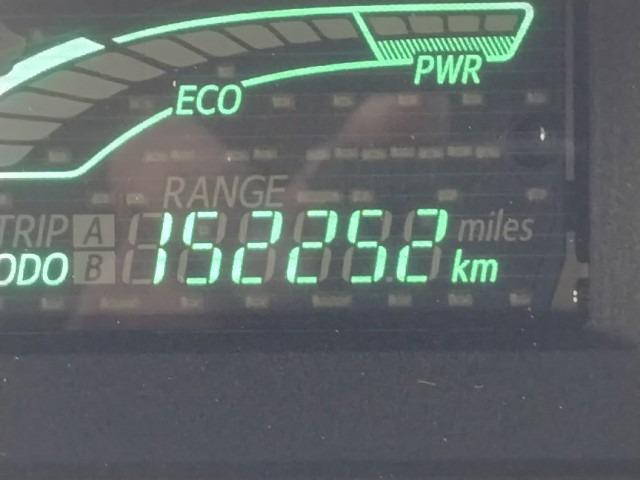 PWR
ECO
RANGE
TRIP A miles
ODO B 152252 km